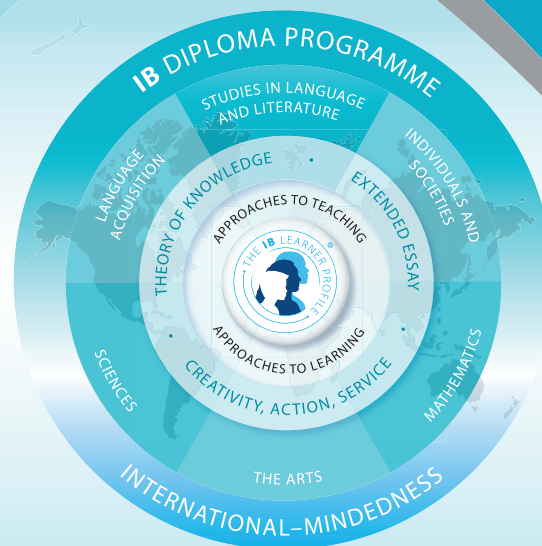 IB DIPLOMA PROGRAMME
STUDIES IN LANGUAGE
AND LITERATURE
LANGUAGE
ACQUISITION
INDIVIDUALS AND
SOCIETIES
THEORY OF KNOWLEDGE
EXTENDED ESSAY
APPROACHES TO TEACHING
• THE IB LEARNER PROFILE •
®
APPROACHES TO LEARNING
CREATIVITY, ACTION, SERVICE
SCIENCES
MATHEMATICS
THE ARTS
INTERNATIONAL–MINDEDNESS